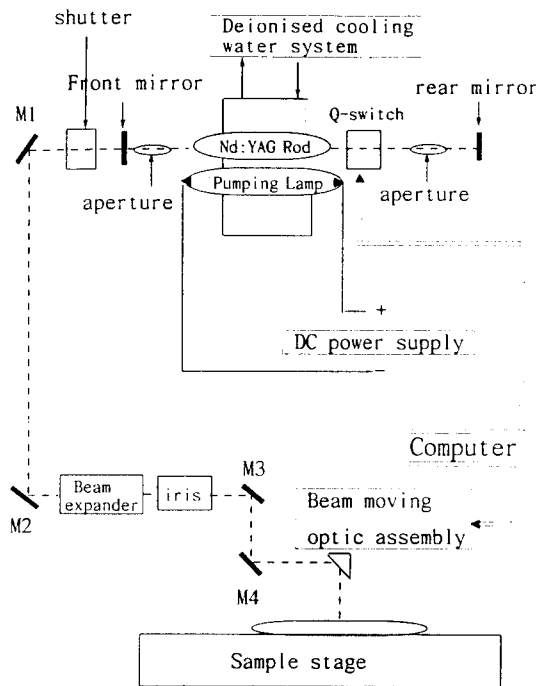 shutter
Deionised cooling
water system
Front mirror
rear mirror
M1
Q-switch
Nd:YAG Rod
aperture
Pumping Lamp
aperture
+
DC power supply
-
Computer
M3
Beam
expander
iris
Beam moving
M2
optic assembly
M4
Sample stage